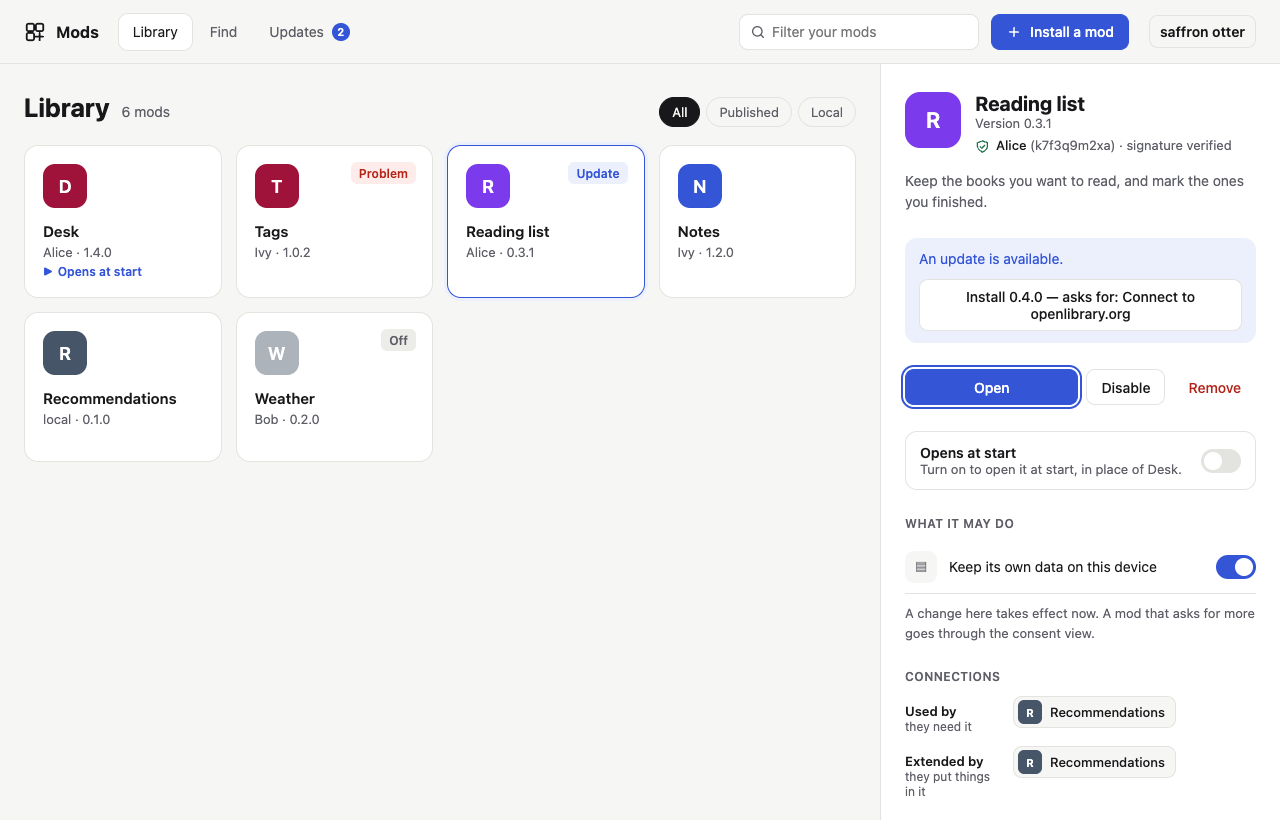 Mods
Library
Find
Updates 2
Filter your mods
Install a mod
saffron otter
Library 6 mods
All
Published
Local
D
Desk
Alice · 1.4.0
Opens at start
T
Problem
Tags
Ivy · 1.0.2
R
Update
Reading list
Alice · 0.3.1
N
Notes
Ivy · 1.2.0
R
Recommendations
local · 0.1.0
W
Off
Weather
Bob · 0.2.0
R
Reading list
Version 0.3.1
Alice (k7f3q9m2xa) · signature verified
Keep the books you want to read, and mark the ones
you finished.
An update is available.
Install 0.4.0 — asks for: Connect to
openlibrary.org
Open
Disable
Remove
Opens at start
Turn on to open it at start, in place of Desk.
WHAT IT MAY DO
Keep its own data on this device
A change here takes effect now. A mod that asks for more
goes through the consent view.
CONNECTIONS
Used by
they need it
R Recommendations
Extended by
they put things
in it
R Recommendations